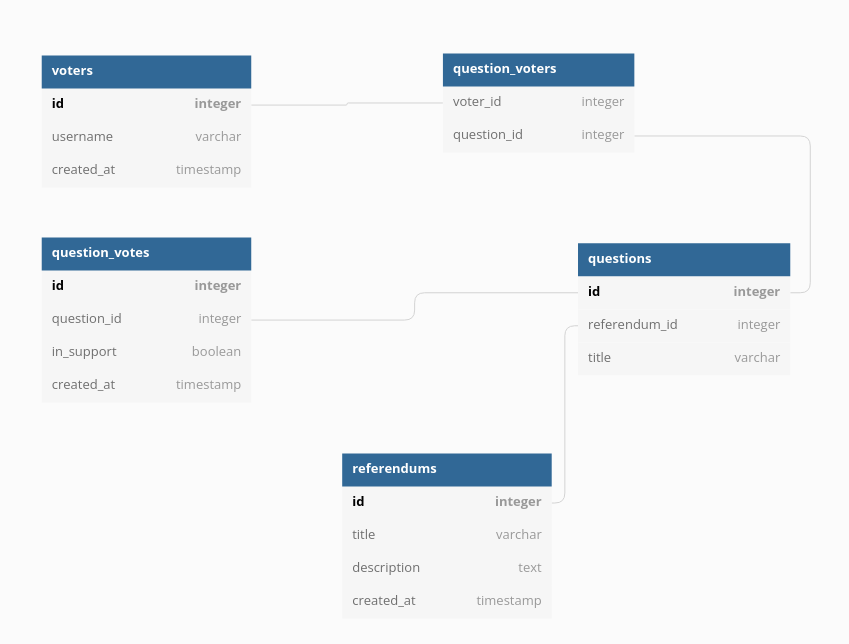 voters
id integer
username varchar
created_at timestamp
question_voters
voter_id integer
question_id integer
question_votes
id integer
question_id integer
in_support boolean
created_at timestamp
questions
id integer
referendum_id integer
title varchar
referendums
id integer
title varchar
description text
created_at timestamp